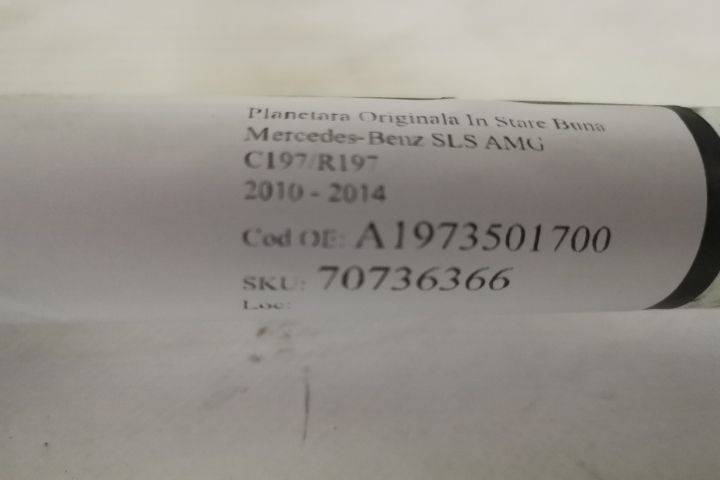 Planetara Originala In Stare Buna
Mercedes-Benz SLS AMG
C197/R197
2010 - 2014
Cod OE: A1973501700
SKU: 70736366
Loc: